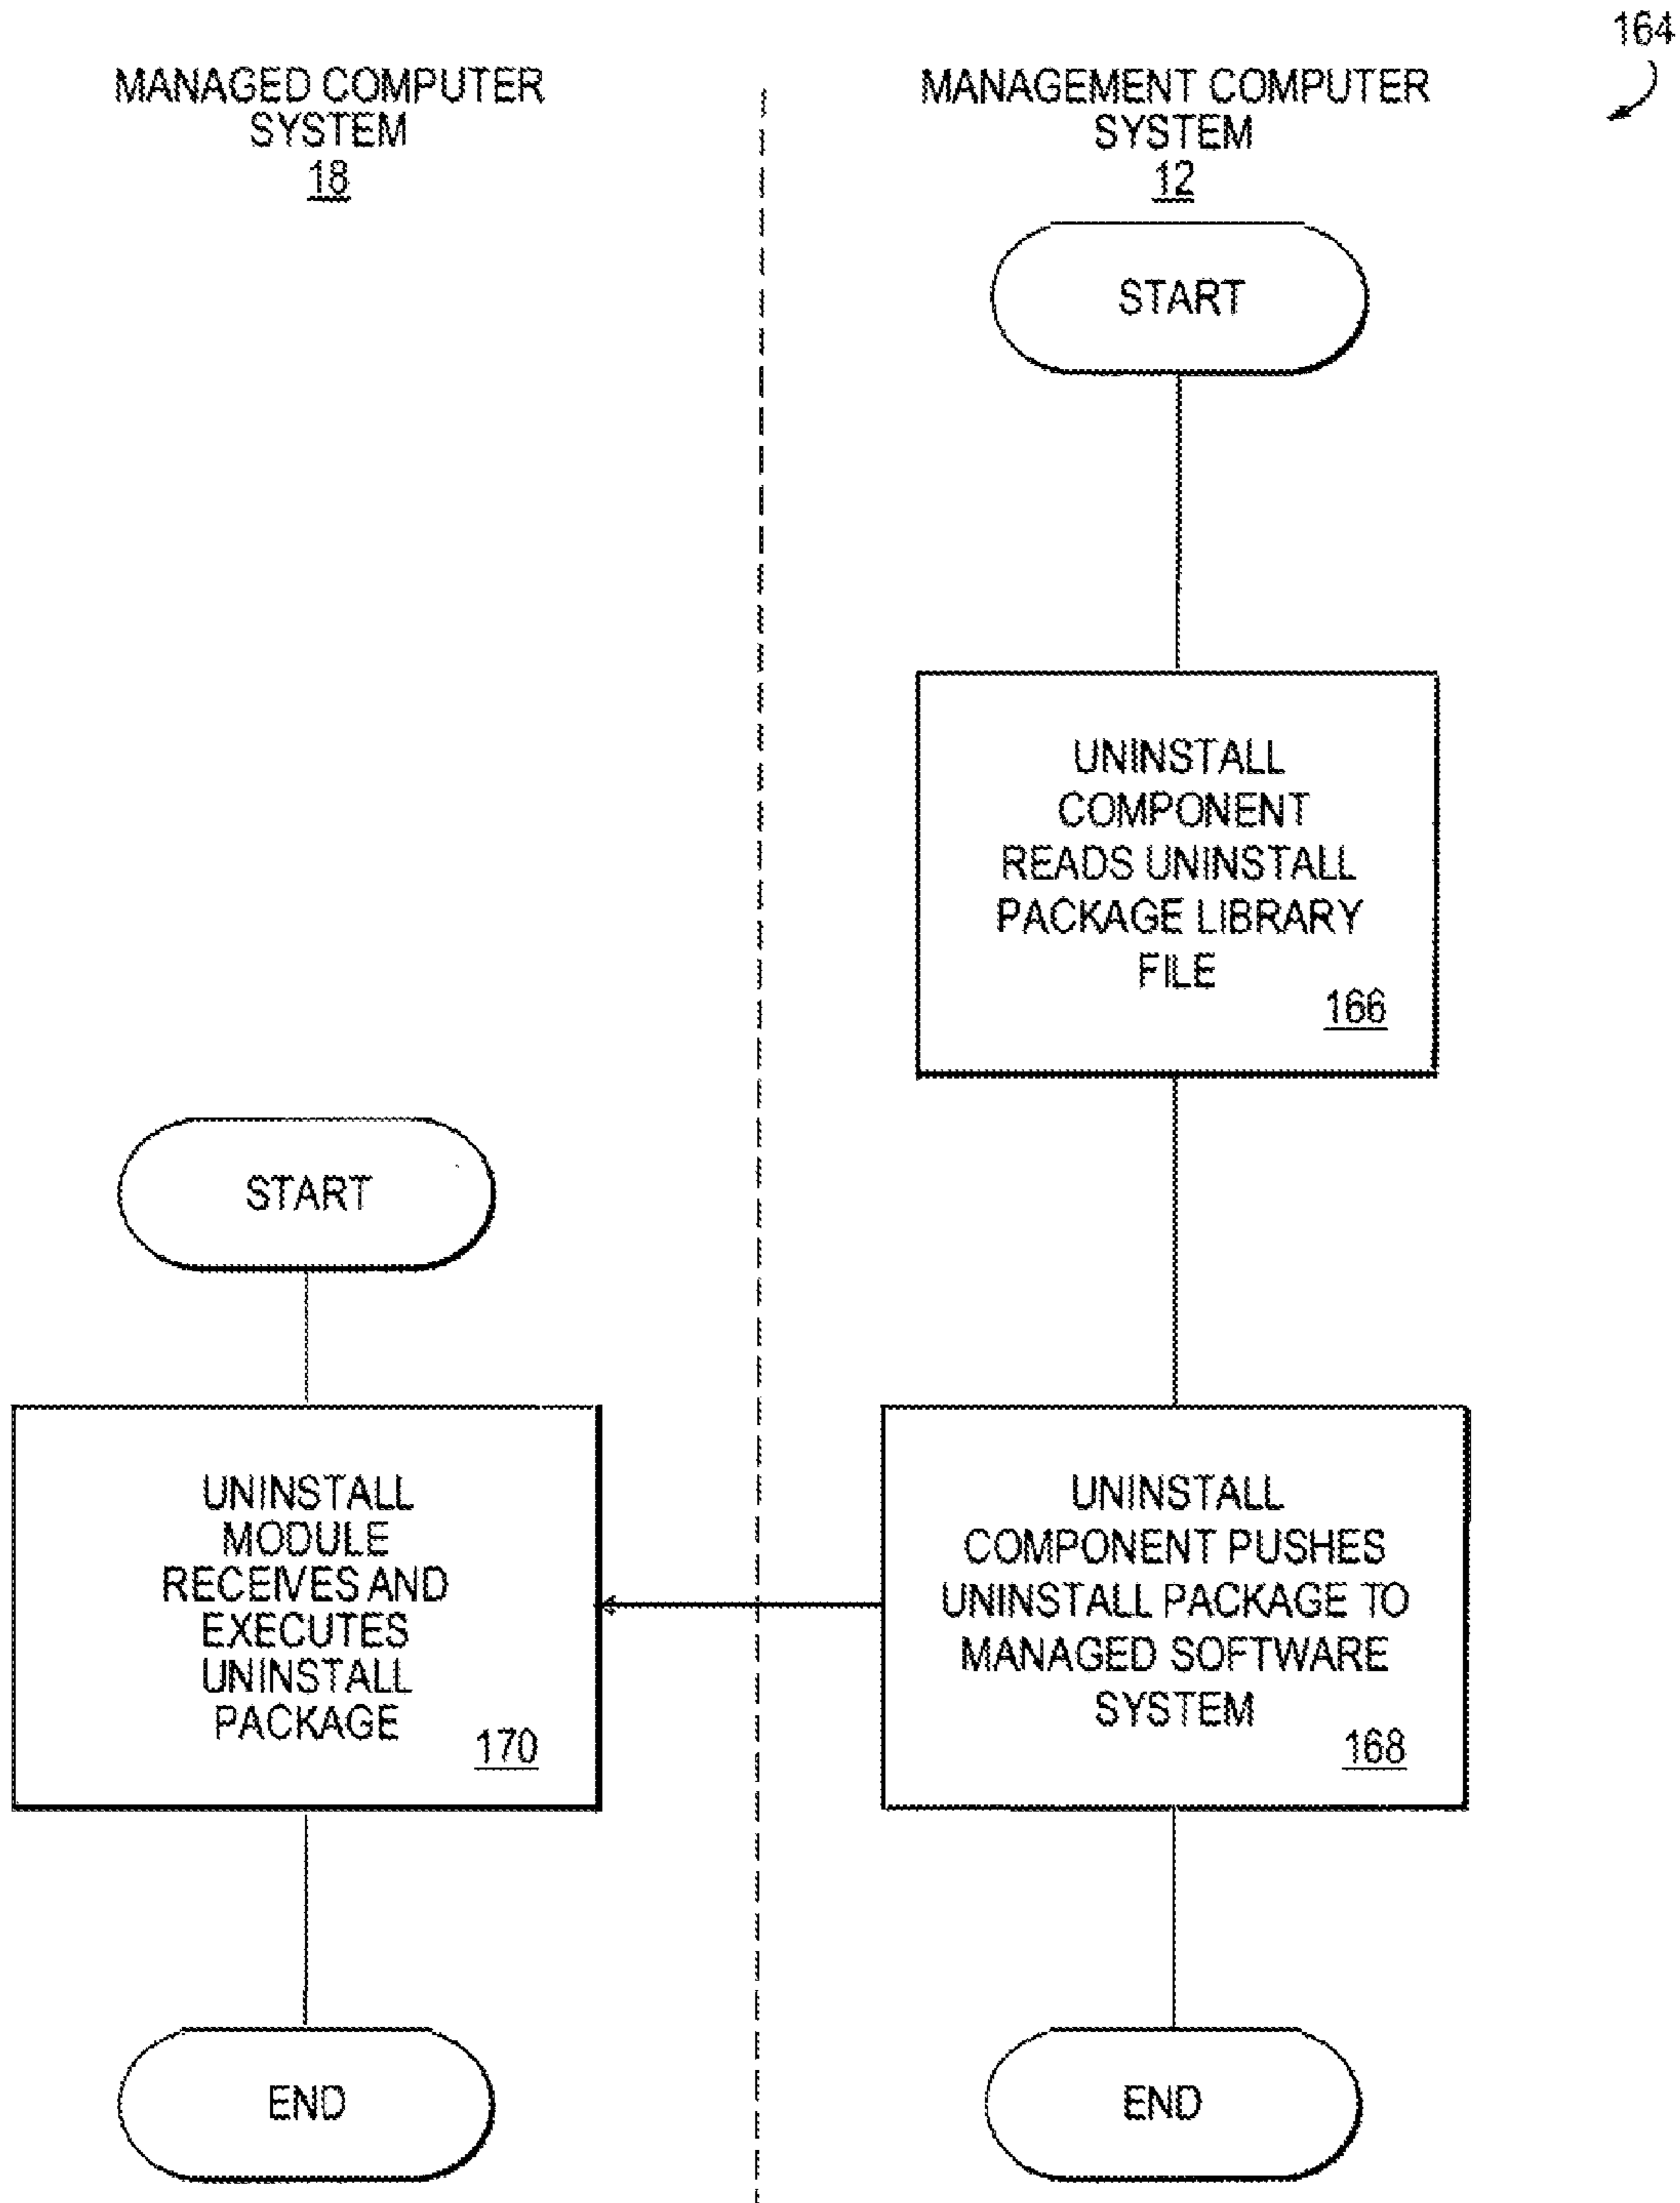 164
MANAGED COMPUTER
SYSTEM
18
MANAGEMENT COMPUTER
SYSTEM
12
START
UNINSTALL
COMPONENT
READS UNINSTALL
PACKAGE LIBRARY
FILE
166
START
UNINSTALL
MODULE
RECEIVES AND
EXECUTES
UNINSTALL
PACKAGE
170
UNINSTALL
COMPONENT PUSHES
UNINSTALL PACKAGE TO
MANAGED SOFTWARE
SYSTEM
168
END
END